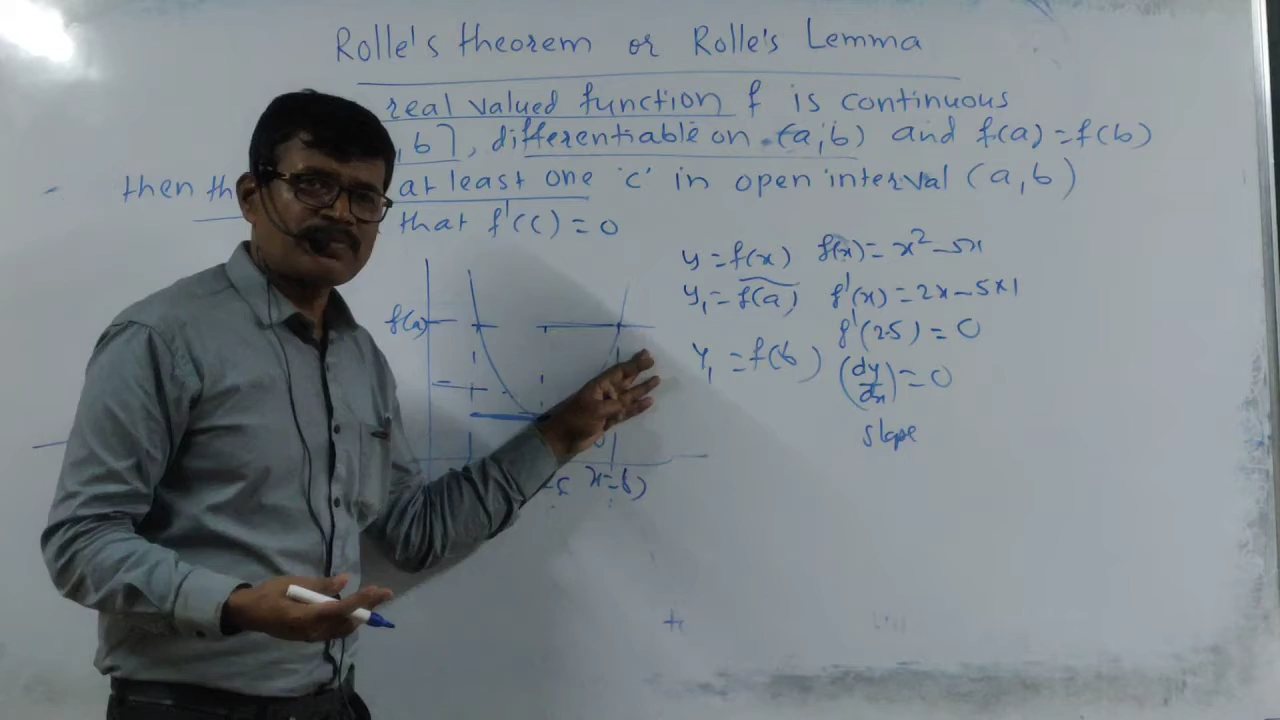 Rolle's theorem or Rolle's Lemma
real valued function f is continuous
, b], differentiable on (a, b) and f(a) = f(b)
then at least one 'c' in open interval (a, b)
that f'(c) = 0
y = f(x) f(x) = x² - 5x
y₁ = f(a) f'(x) = 2x - 5×1
f(a)
f'(2.5) = 0
y₁ = f(b) (dy/dx) = 0
slope
x=b)